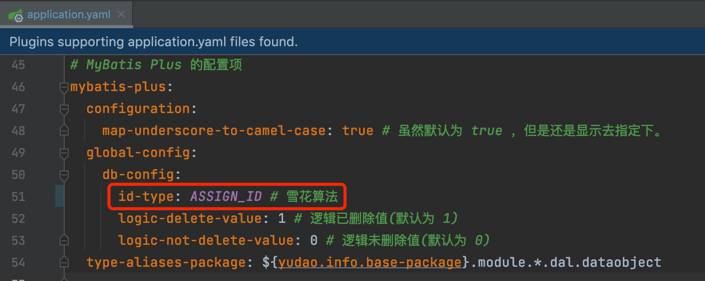 application.yaml
Plugins supporting application.yaml files found.
45 # MyBatis Plus 的配置项
46 mybatis-plus:
47 configuration:
48 map-underscore-to-camel-case: true # 虽然默认为 true ，但是还是显示去指定下。
49 global-config:
50 db-config:
51 id-type: ASSIGN_ID # 雪花算法
52 logic-delete-value: 1 # 逻辑已删除值(默认为 1)
53 logic-not-delete-value: 0 # 逻辑未删除值(默认为 0)
54 type-aliases-package: ${yudao.info.base-package}.module.*.dal.dataobject